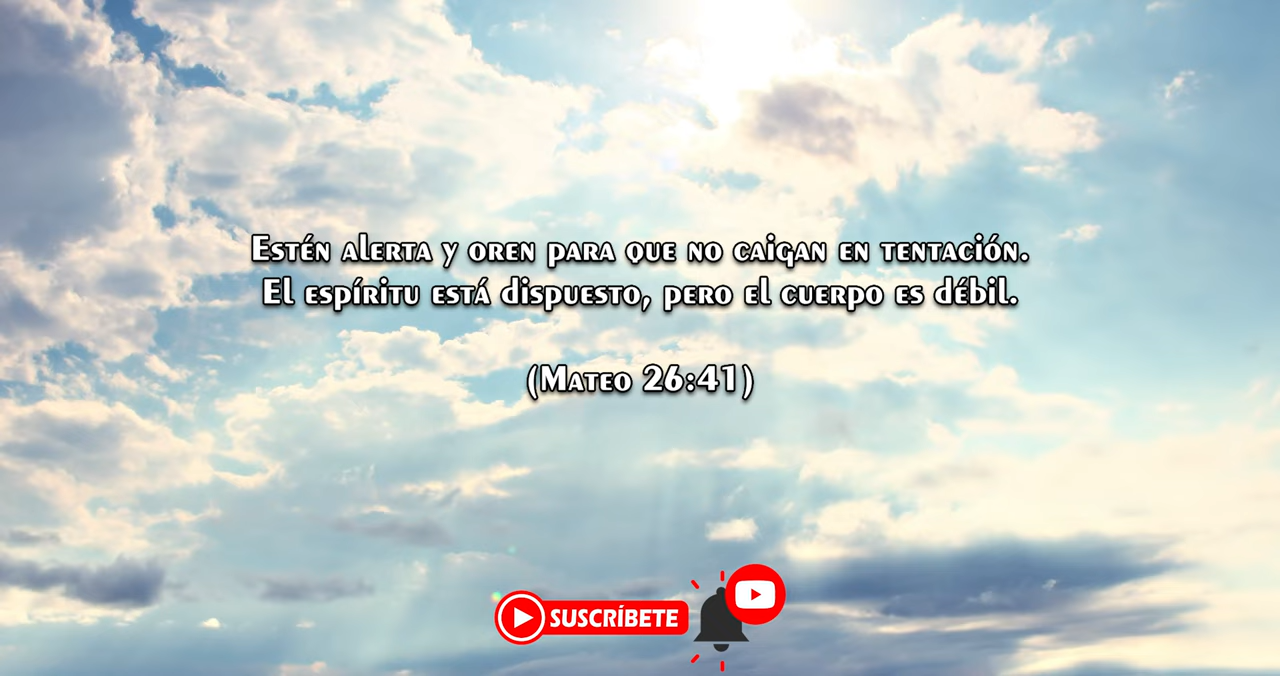 Estén alerta y oren para que no caigan en tentación.
El espíritu está dispuesto, pero el cuerpo es débil.
(Mateo 26:41)
SUSCRÍBETE